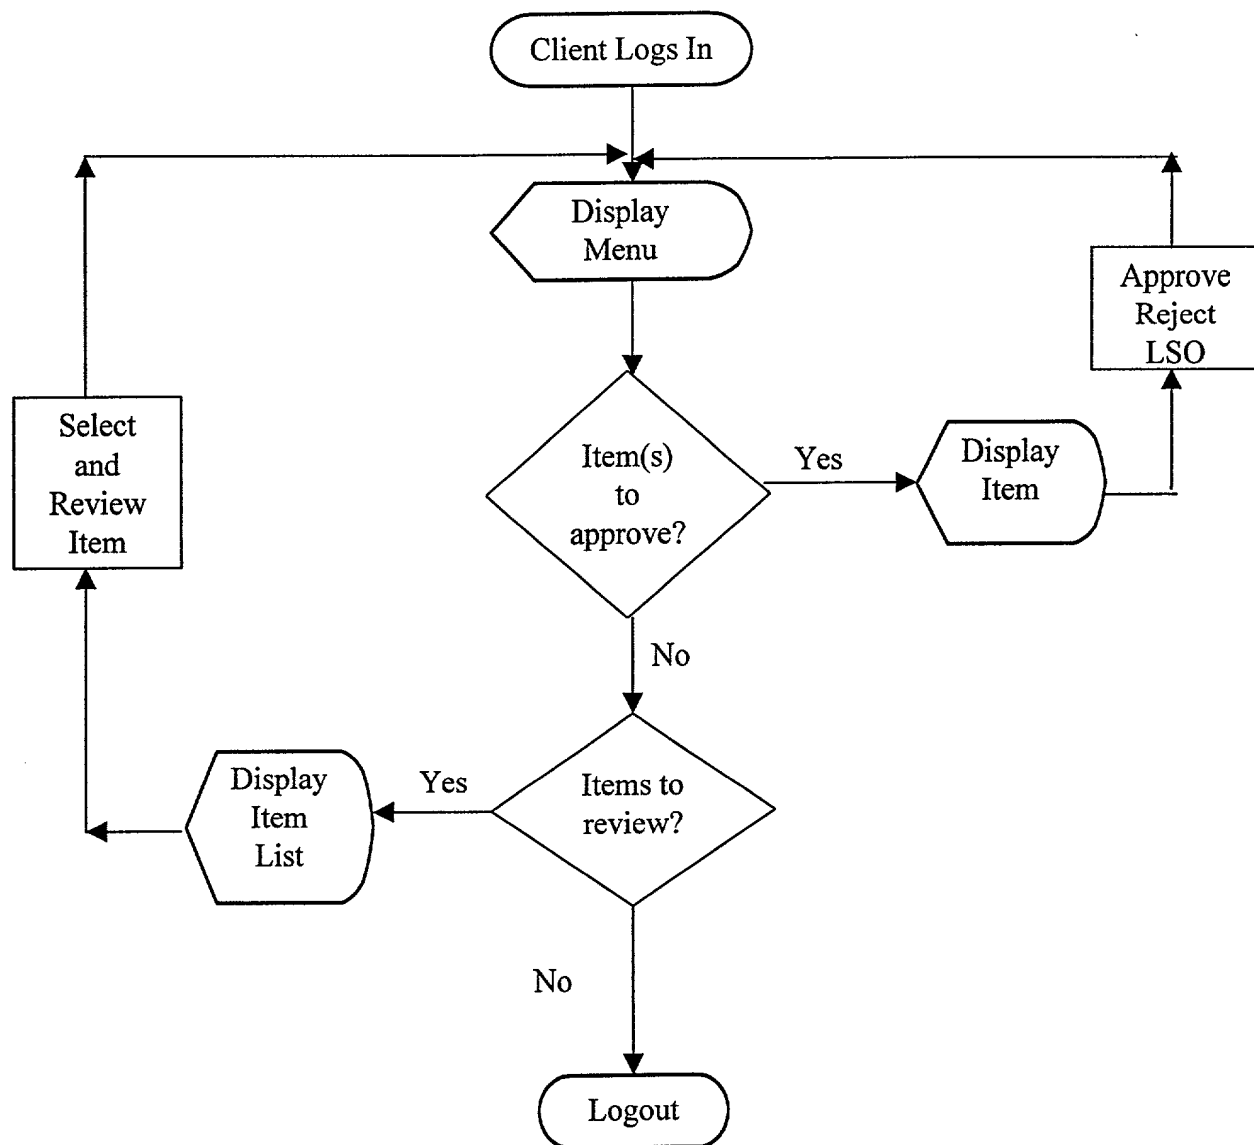 Client Logs In
Display
Menu
Approve
Reject
LSO
Select
and
Review
Item
Item(s)
to
approve?
Yes
Display
Item
No
Display
Item
List
Yes
Items to
review?
No
Logout